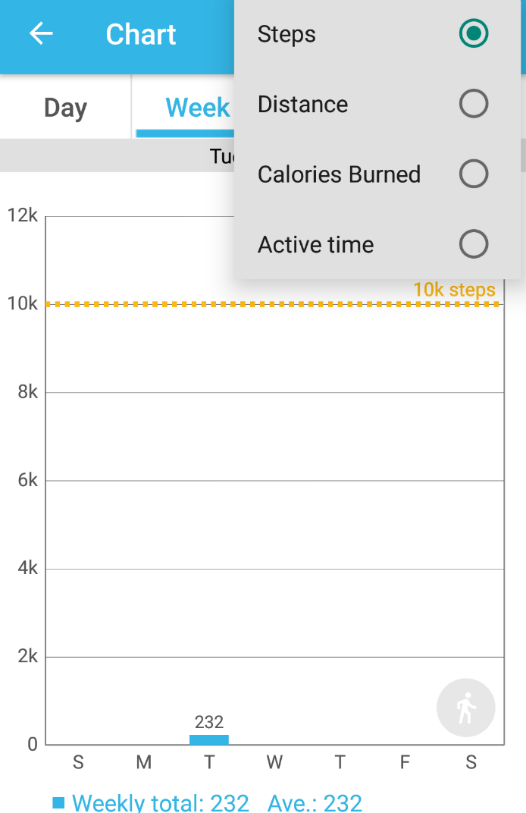 Chart
Steps
Distance
Calories Burned
Active time
Day
Week
12k
10k steps
10k
8k
6k
4k
2k
232
0
S M T W T F S
Weekly total: 232 Ave.: 232